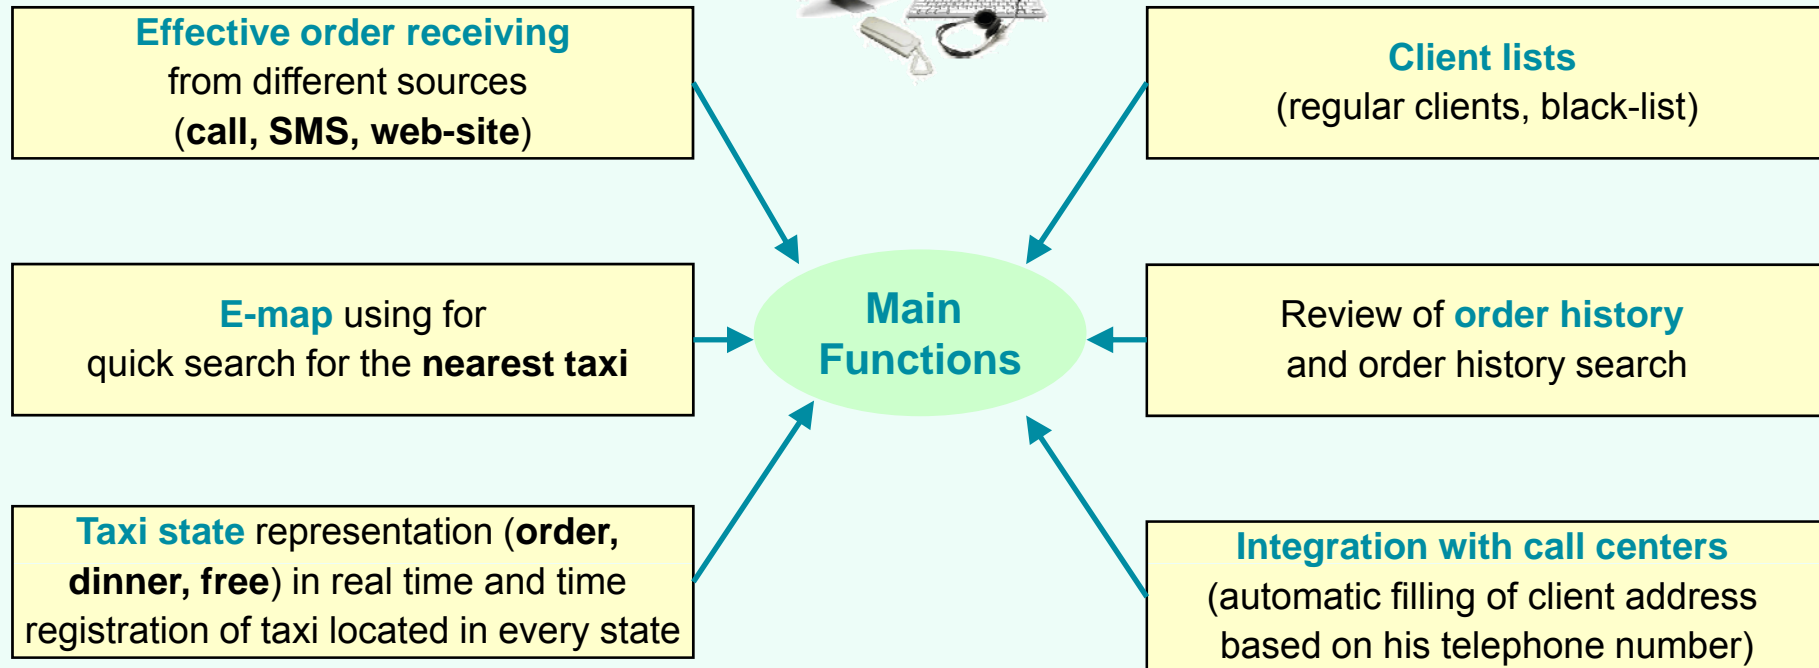 Effective order receiving
from different sources
(call, SMS, web-site)
Client lists
(regular clients, black-list)
E-map using for
quick search for the nearest taxi
Main
Functions
Review of order history
and order history search
Taxi state representation (order,
dinner, free) in real time and time
registration of taxi located in every state
Integration with call centers
(automatic filling of client address
based on his telephone number)